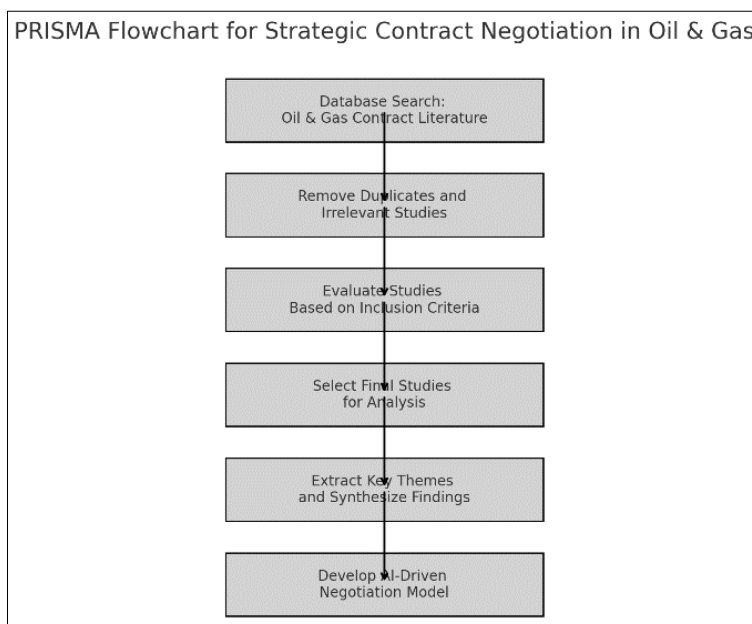 PRISMA Flowchart for Strategic Contract Negotiation in Oil & Gas
Database Search:
Oil & Gas Contract Literature
Remove Duplicates and
Irrelevant Studies
Evaluate Studies
Based on Inclusion Criteria
Select Final Studies
for Analysis
Extract Key Themes
and Synthesize Findings
Develop AI-Driven
Negotiation Model